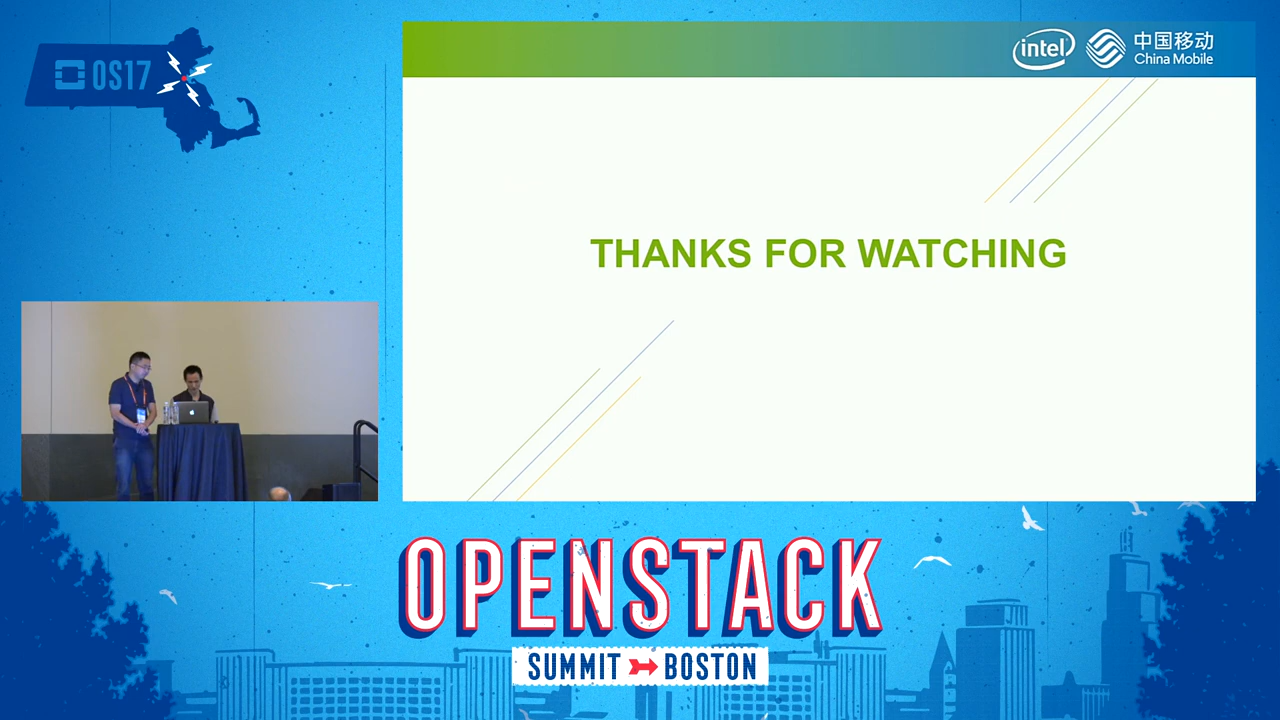 OS17
intel
中国移动
China Mobile
THANKS FOR WATCHING
OPENSTACK
SUMMIT BOSTON